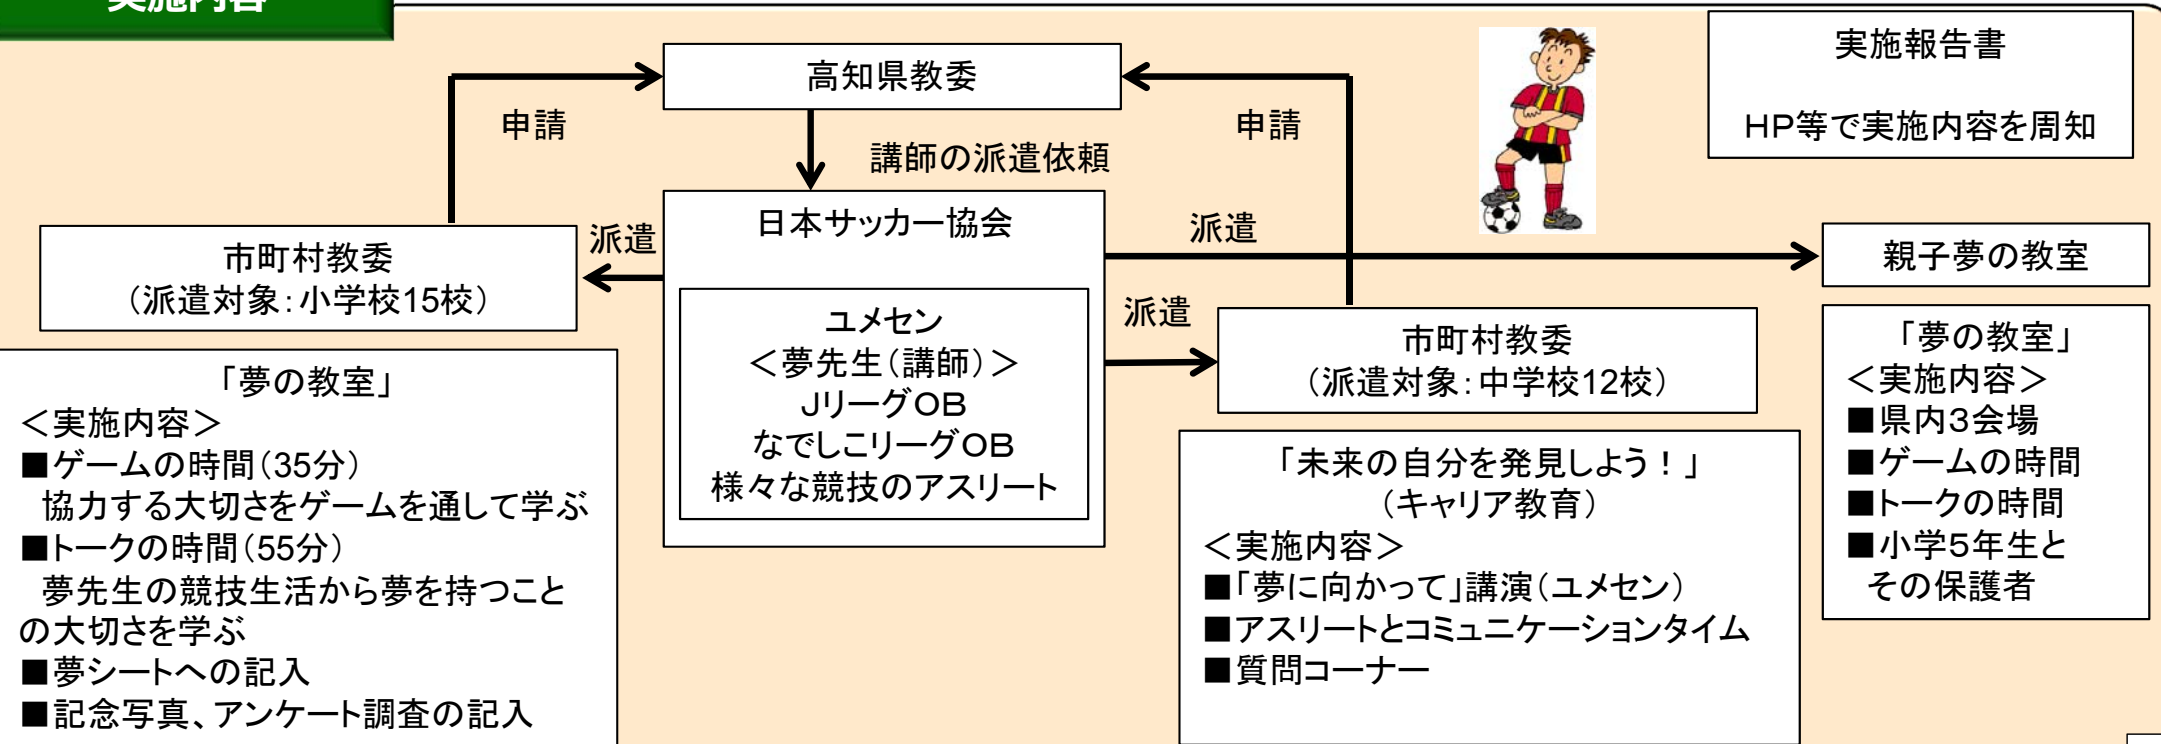 実施内容
高知県教委
実施報告書
HP等で実施内容を周知
申請
申請
講師の派遣依頼
日本サッカー協会
ユメセン
＜夢先生（講師）＞
JリーグＯＢ
なでしこリーグＯＢ
様々な競技のアスリート
派遣
派遣
派遣
市町村教委
（派遣対象：小学校15校）
「夢の教室」
＜実施内容＞
■ゲームの時間（35分）
協力する大切さをゲームを通して学ぶ
■トークの時間（55分）
夢先生の競技生活から夢を持つこと
の大切さを学ぶ
■夢シートへの記入
■記念写真、アンケート調査の記入
市町村教委
（派遣対象：中学校12校）
「未来の自分を発見しよう！」
（キャリア教育）
＜実施内容＞
■「夢に向かって」講演（ユメセン）
■アスリートとコミュニケーションタイム
■質問コーナー
親子夢の教室
「夢の教室」
＜実施内容＞
■県内３会場
■ゲームの時間
■トークの時間
■小学５年生と
その保護者